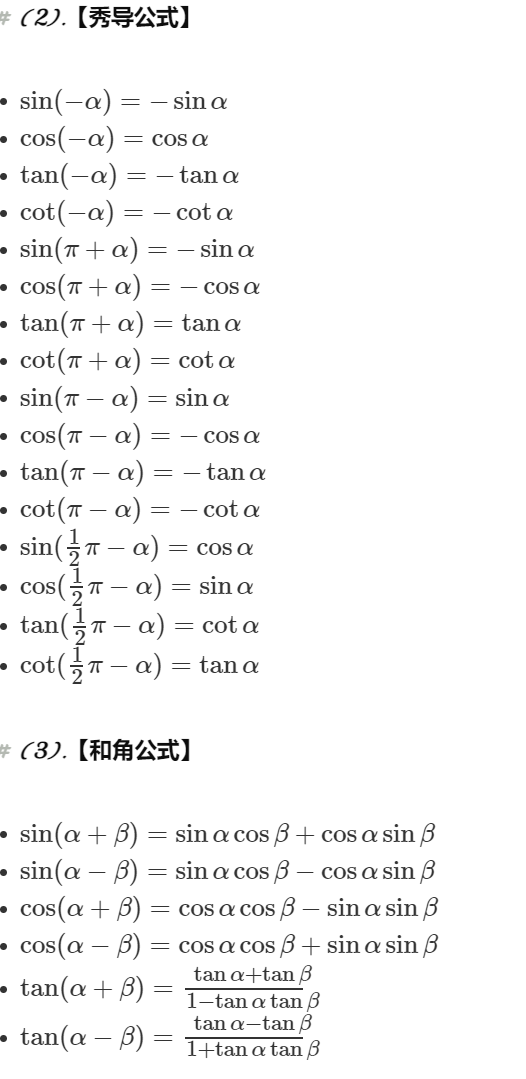 # (2).【秀导公式】
• sin(−α) = − sin α
• cos(−α) = cos α
• tan(−α) = − tan α
• cot(−α) = − cot α
• sin(π + α) = − sin α
• cos(π + α) = − cos α
• tan(π + α) = tan α
• cot(π + α) = cot α
• sin(π − α) = sin α
• cos(π − α) = − cos α
• tan(π − α) = − tan α
• cot(π − α) = − cot α
• sin(1/2 π − α) = cos α
• cos(1/2 π − α) = sin α
• tan(1/2 π − α) = cot α
• cot(1/2 π − α) = tan α
# (3).【和角公式】
• sin(α + β) = sin α cos β + cos α sin β
• sin(α − β) = sin α cos β − cos α sin β
• cos(α + β) = cos α cos β − sin α sin β
• cos(α − β) = cos α cos β + sin α sin β
• tan(α + β) = (tan α+tan β)/(1−tan α tan β)
• tan(α − β) = (tan α−tan β)/(1+tan α tan β)